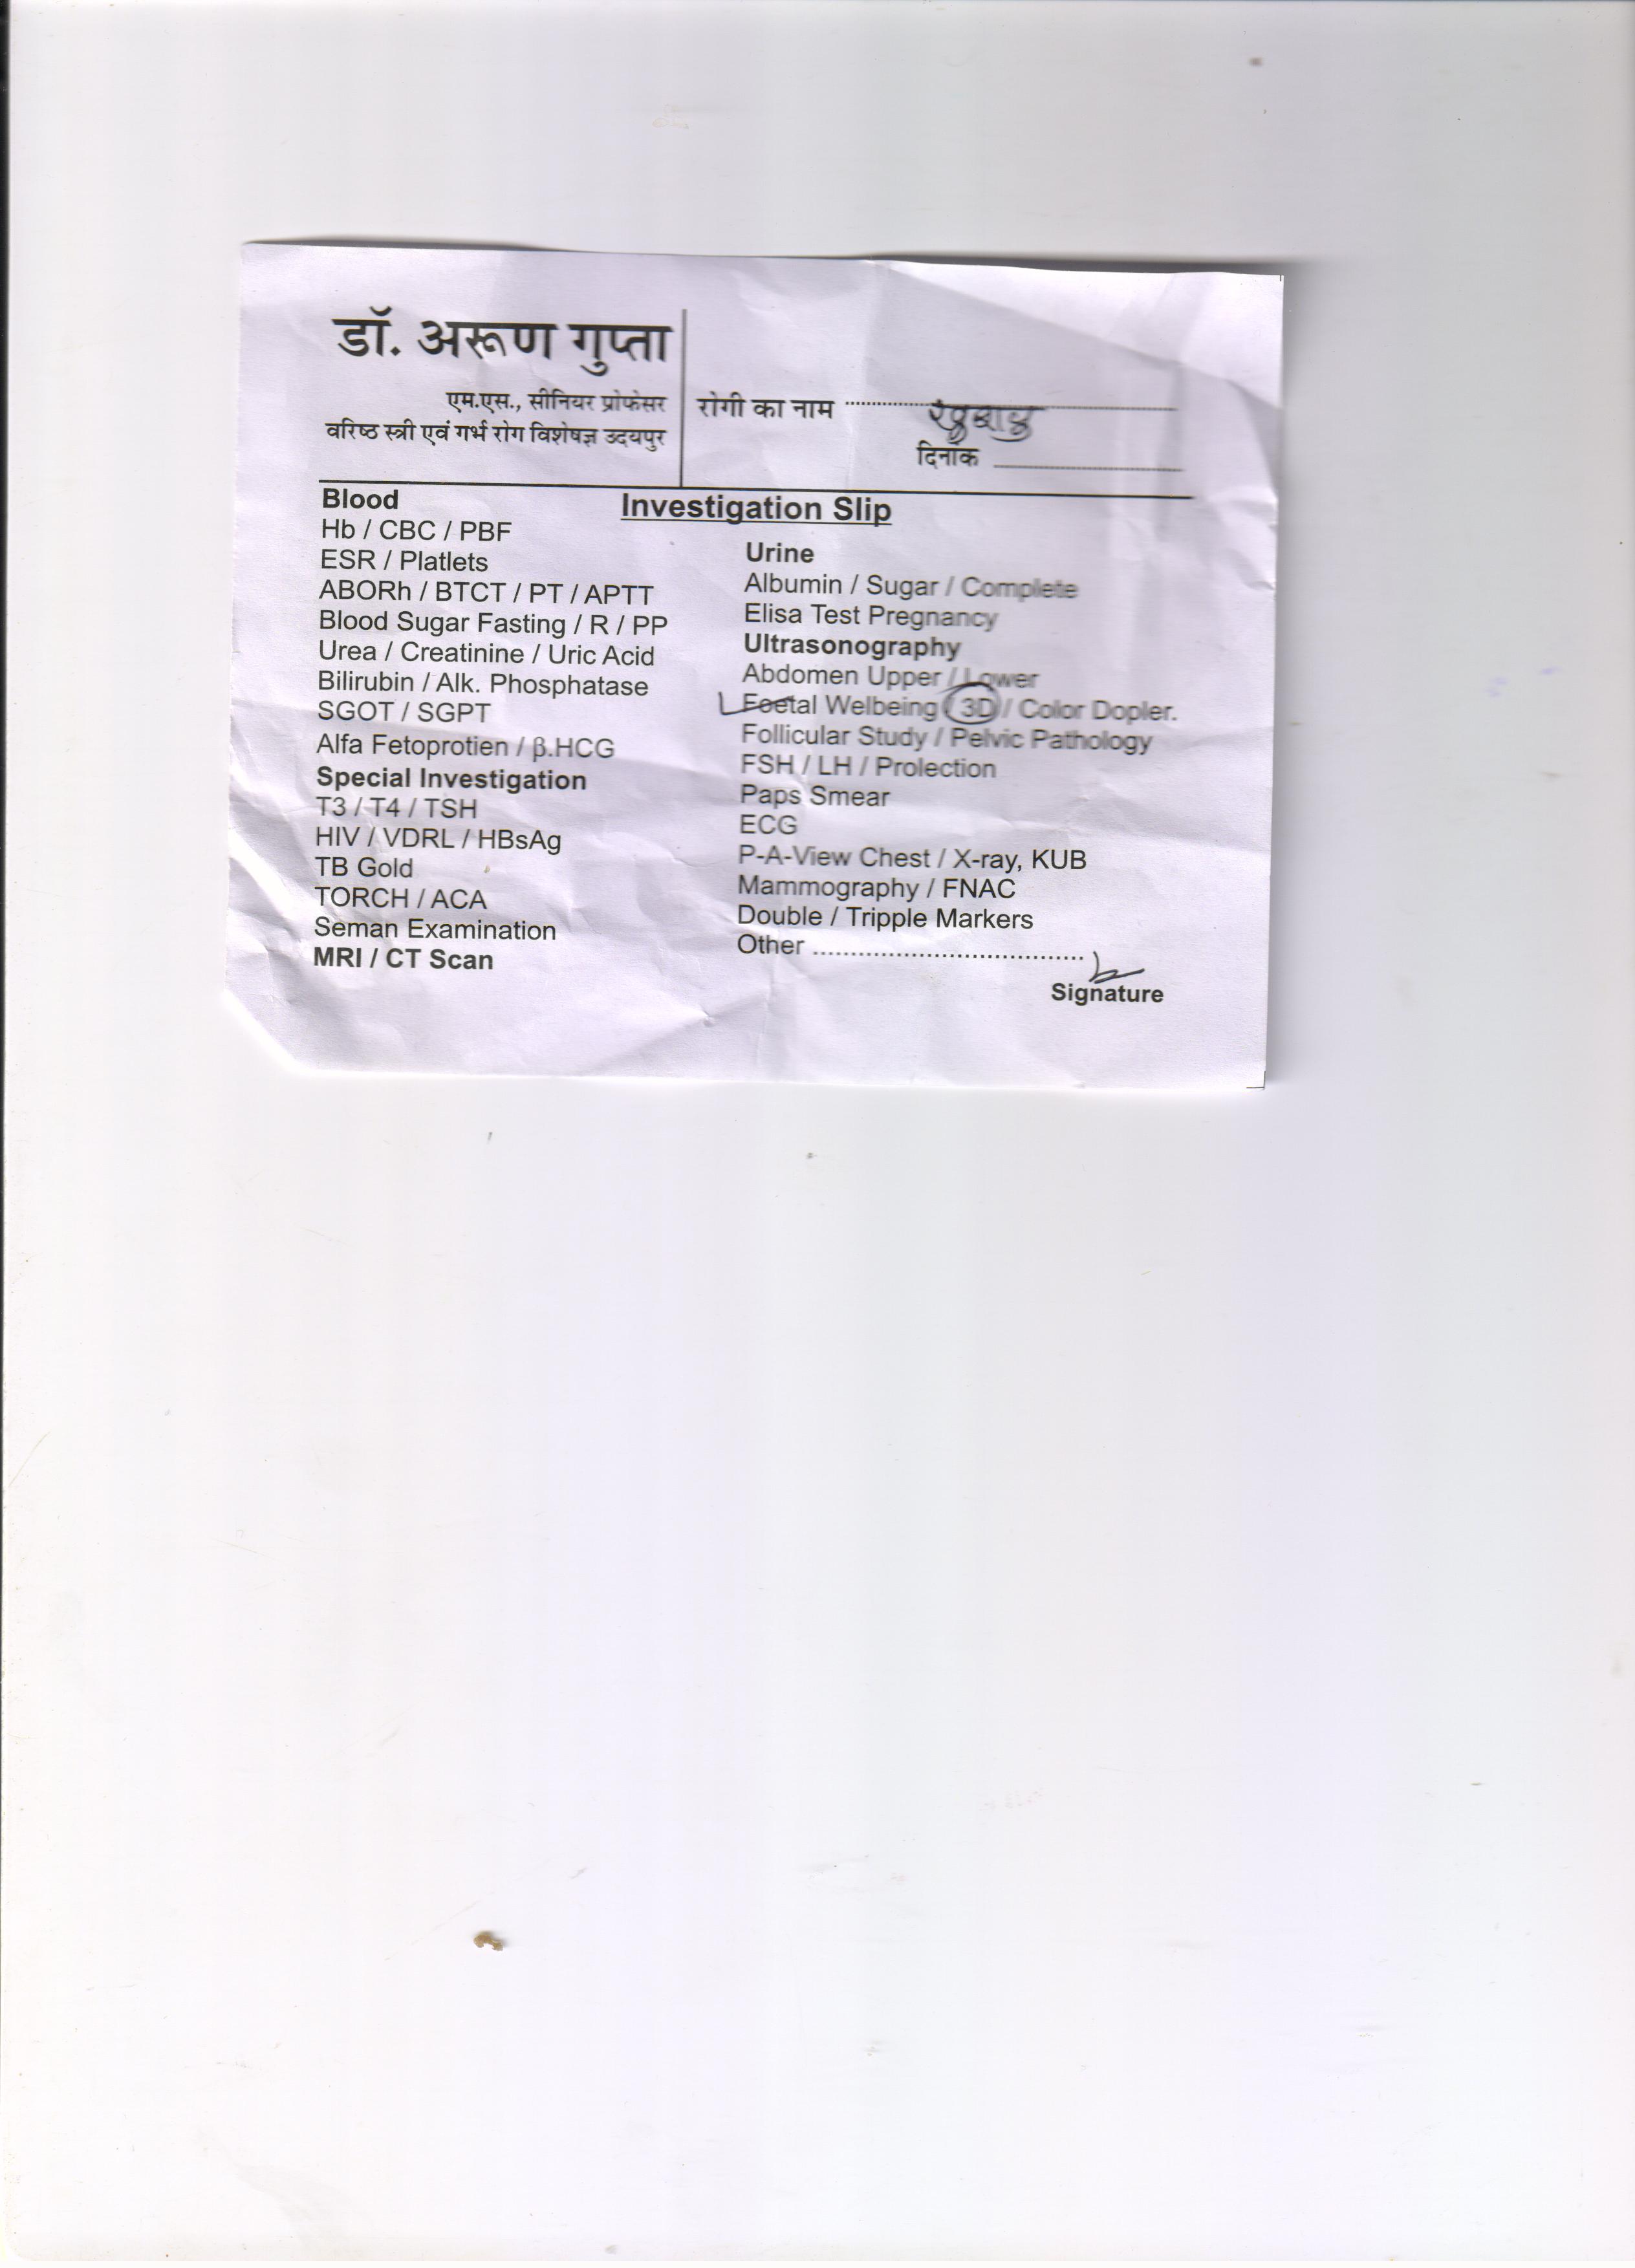 डॉ. अरूण गुप्ता
एम.एस., सीनियर प्रोफेसर
वरिष्ठ स्त्री एवं गर्भ रोग विशेषज्ञ उदयपुर
रोगी का नाम
दिनाँक
Investigation Slip
Blood
Hb / CBC / PBF
ESR / Platlets
ABORh / BTCT / PT / APTT
Blood Sugar Fasting / R / PP
Urea / Creatinine / Uric Acid
Bilirubin / Alk. Phosphatase
SGOT / SGPT
Alfa Fetoprotien / β.HCG
Special Investigation
T3 / T4 / TSH
HIV / VDRL / HBsAg
TB Gold
TORCH / ACA
Seman Examination
MRI / CT Scan
Urine
Albumin / Sugar / Complete
Elisa Test Pregnancy
Ultrasonography
Abdomen Upper / Lower
Foetal Welbeing / 3D / Color Dopler.
Follicular Study / Pelvic Pathology
FSH / LH / Prolection
Paps Smear
ECG
P-A-View Chest / X-ray, KUB
Mammography / FNAC
Double / Tripple Markers
Other ....................................
Signature